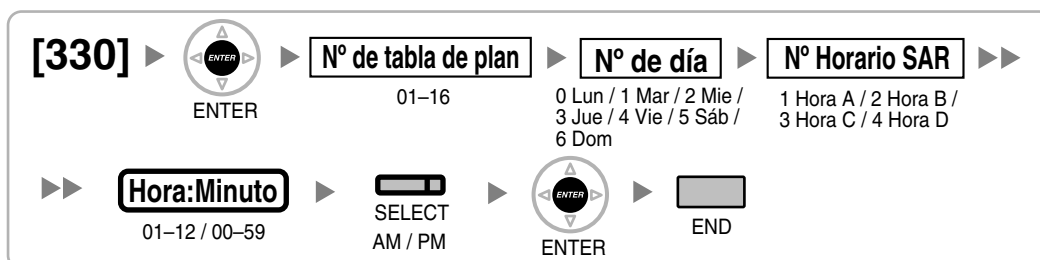 [330]
ENTER
ENTER
Nº de tabla de plan
01–16
Nº de día
0 Lun / 1 Mar / 2 Mie /
3 Jue / 4 Vie / 5 Sáb /
6 Dom
Nº Horario SAR
1 Hora A / 2 Hora B /
3 Hora C / 4 Hora D
Hora:Minuto
01–12 / 00–59
SELECT
AM / PM
ENTER
ENTER
END